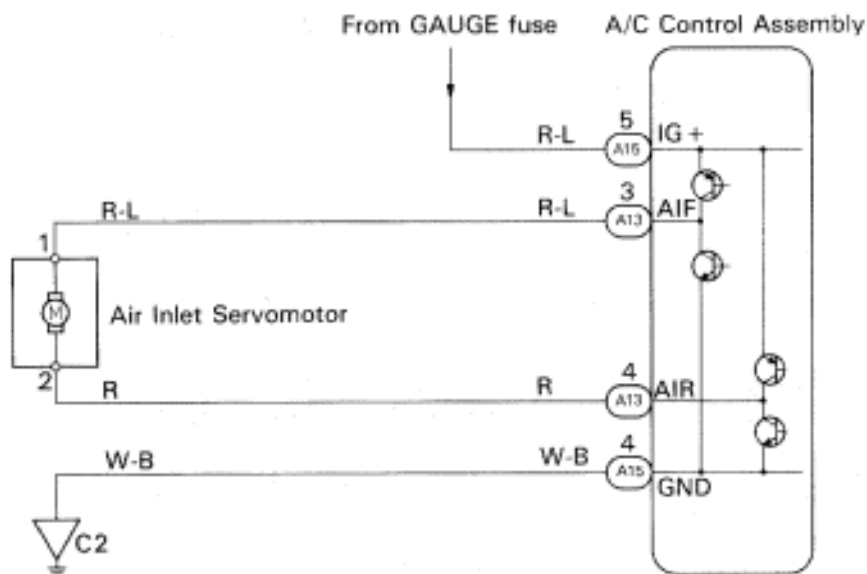 From GAUGE fuse
A/C Control Assembly
R-L
5
A15
IG +
R-L
R-L
3
A13
AIF
1
M
Air Inlet Servomotor
2
R
R
4
A13
AIR
W-B
W-B
4
A15
GND
C2